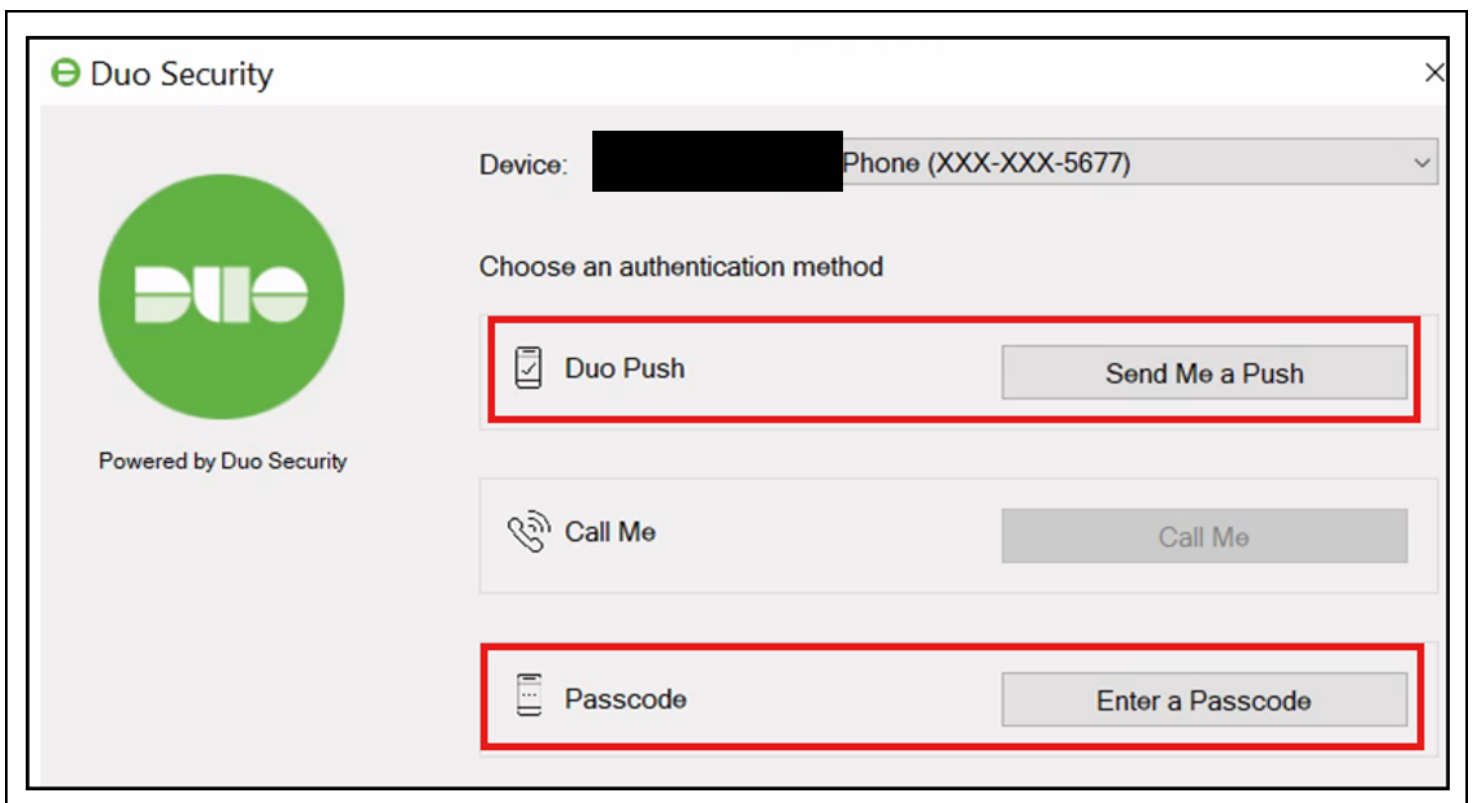 Duo Security
Device: Phone (XXX-XXX-5677)
Choose an authentication method
DUO
Duo Push Send Me a Push
Powered by Duo Security
Call Me Call Me
Passcode Enter a Passcode